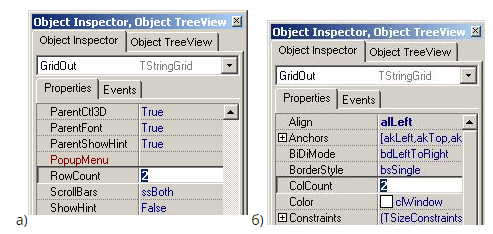 Object Inspector, Object TreeView
Object Inspector Object TreeView
GridOut TStringGrid
Properties Events
ParentCtl3D True
ParentFont True
ParentShowHint True
PopupMenu
RowCount 2
ScrollBars ssBoth
ShowHint False
а)
Object Inspector, Object TreeView
Object Inspector Object TreeView
GridOut TStringGrid
Properties Events
Align alLeft
Anchors [akLeft,akTop,ak
BiDiMode bdLeftToRight
BorderStyle bsSingle
ColCount 2
Color clWindow
Constraints (TSizeConstraints
б)